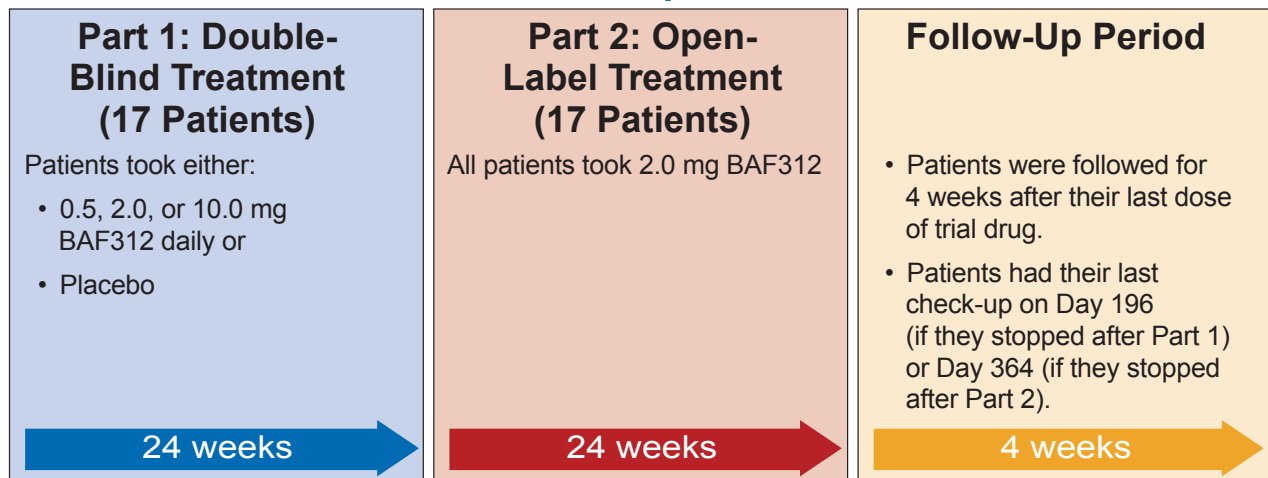 Part 1: Double-
Blind Treatment
(17 Patients)
Patients took either:
• 0.5, 2.0, or 10.0 mg
BAF312 daily or
• Placebo
24 weeks
Part 2: Open-
Label Treatment
(17 Patients)
All patients took 2.0 mg BAF312
24 weeks
Follow-Up Period
• Patients were followed for
4 weeks after their last dose
of trial drug.
• Patients had their last
check-up on Day 196
(if they stopped after Part 1)
or Day 364 (if they stopped
after Part 2).
4 weeks